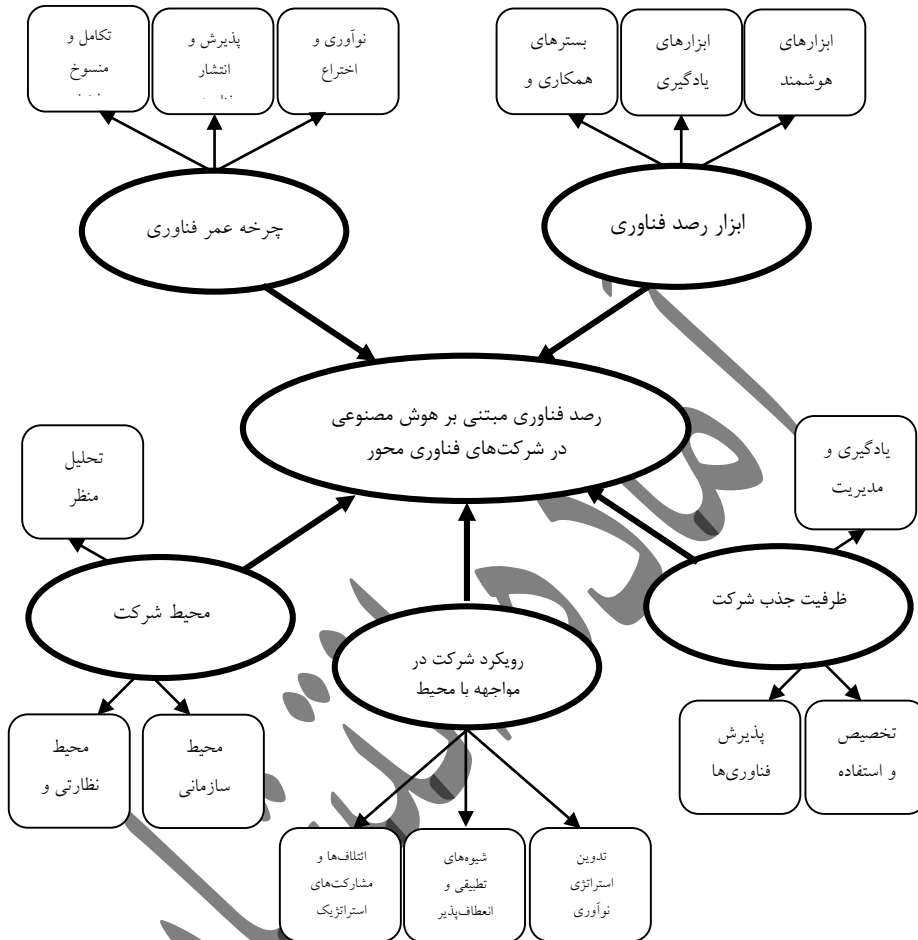 نوآوری و
اختراع
پذیرش و
انتشار
تکامل و
منسوخ
ابزارهای
هوشمند
ابزارهای
یادگیری
بسترهای
همکاری و
ابزار رصد فناوری
چرخه عمر فناوری
رصد فناوری مبتنی بر هوش مصنوعی
در شرکت‌های فناوری محور
یادگیری و
مدیریت
تحلیل
منظر
ظرفیت جذب شرکت
محیط شرکت
رویکرد شرکت در
مواجهه با محیط
تخصیص
و استفاده
پذیرش
فناوری‌ها
محیط
سازمانی
محیط
نظارتی و
تدوین
استراتژی
نوآوری
شیوه‌های
تطبیقی و
انعطاف‌پذیر
ائتلاف‌ها و
مشارکت‌های
استراتژیک